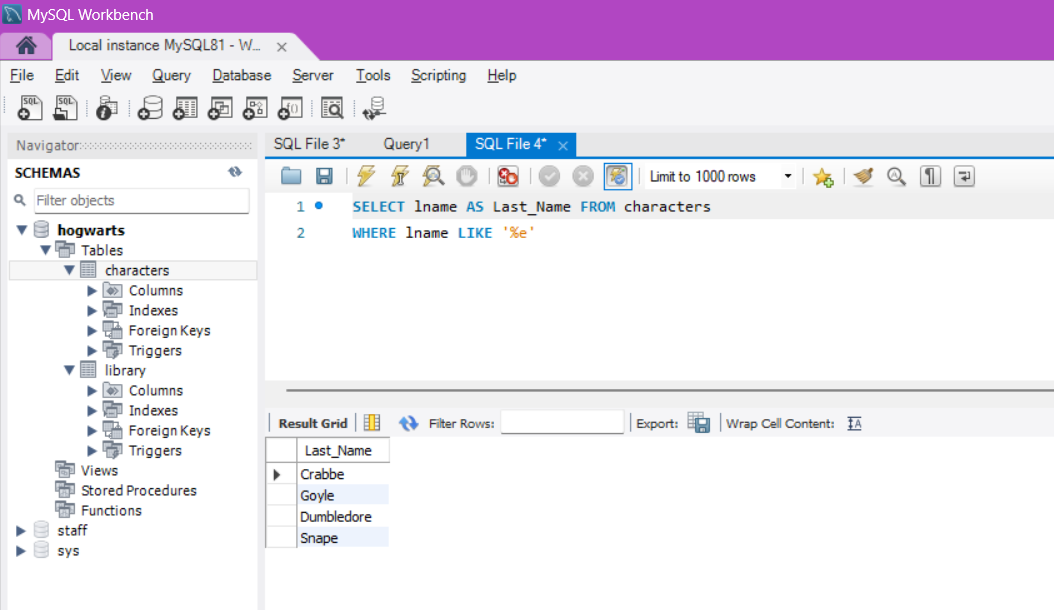 MySQL Workbench
Local instance MySQL81 - W...
File Edit View Query Database Server Tools Scripting Help
Navigator
SCHEMAS
Filter objects
hogwarts
Tables
characters
Columns
Indexes
Foreign Keys
Triggers
library
Columns
Indexes
Foreign Keys
Triggers
Views
Stored Procedures
Functions
staff
sys
SQL File 3* Query1 SQL File 4*
Limit to 1000 rows
1 SELECT lname AS Last_Name FROM characters
2 WHERE lname LIKE '%e'
Result Grid Filter Rows: Export: Wrap Cell Content: IA
Last_Name
Crabbe
Goyle
Dumbledore
Snape